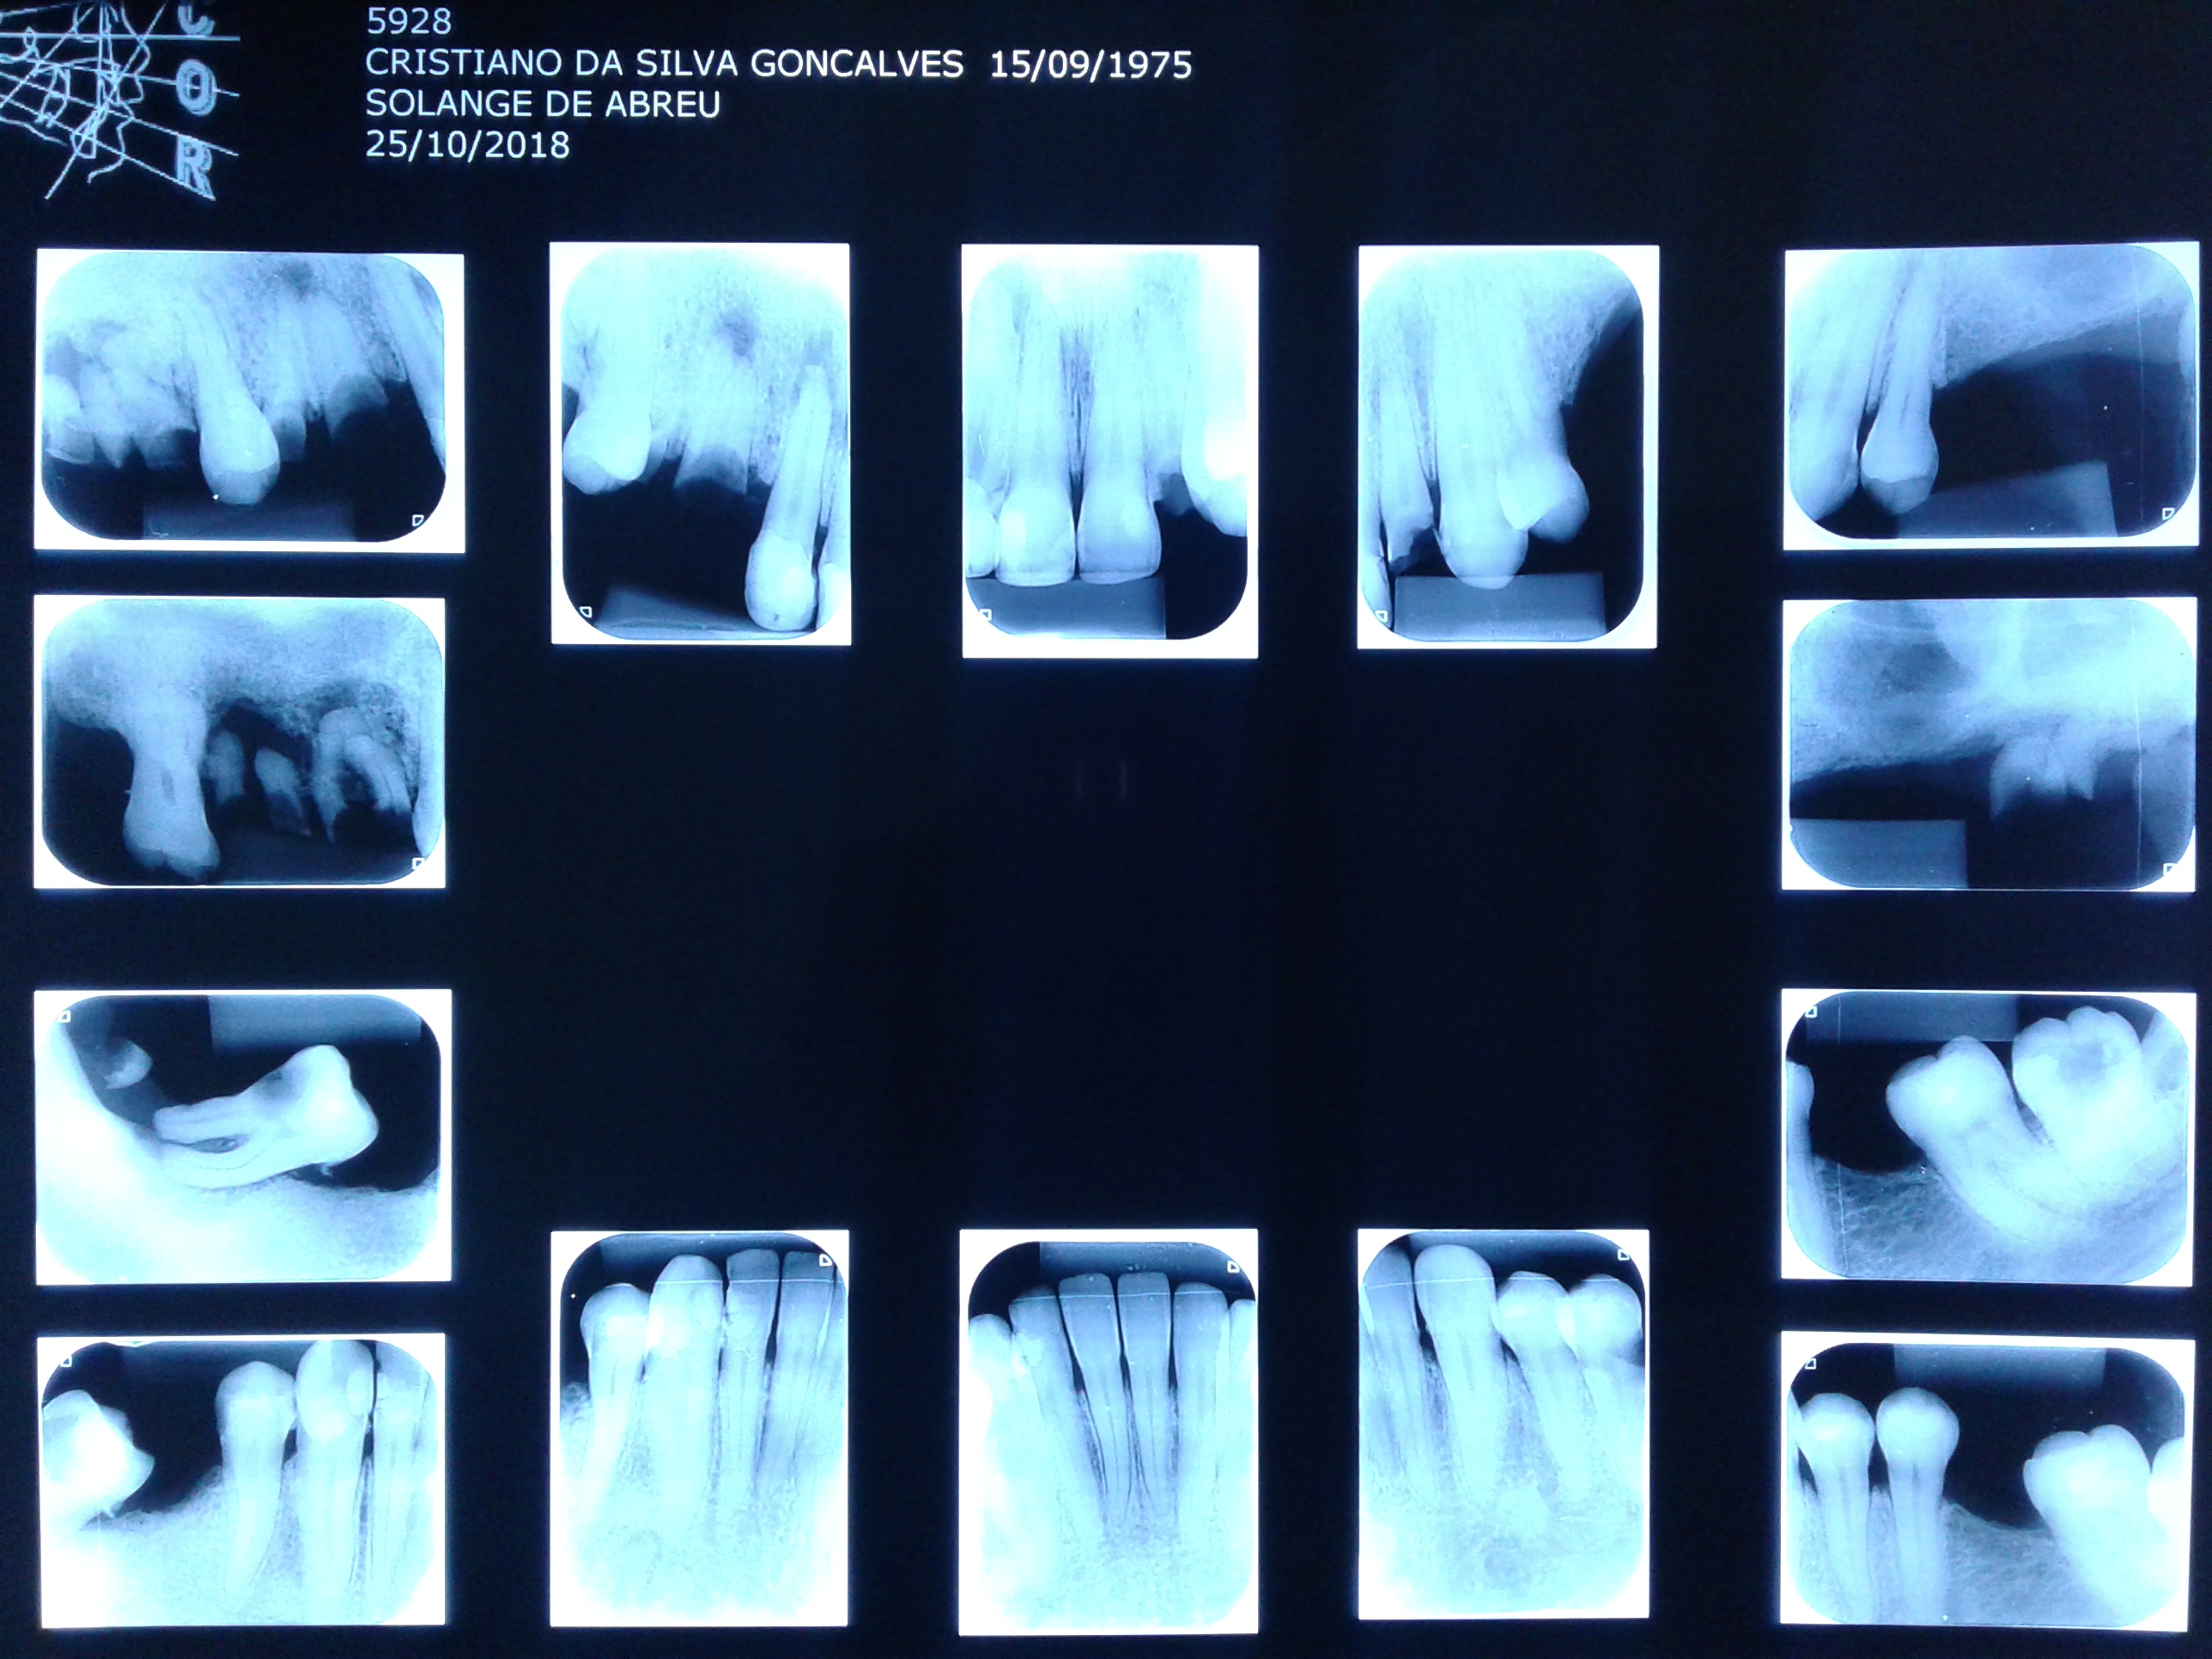 COR
5928
CRISTIANO DA SILVA GONCALVES 15/09/1975
SOLANGE DE ABREU
25/10/2018